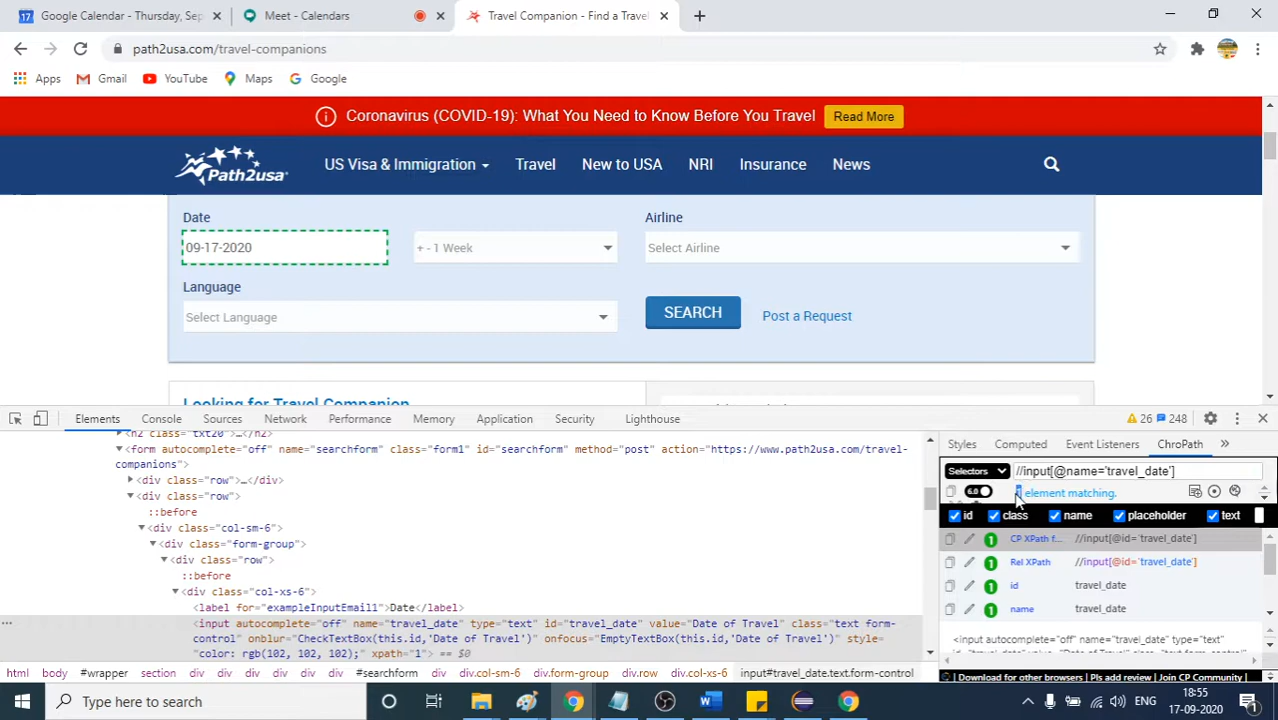 Google Calendar - Thursday, Sep
Meet - Calendars
Travel Companion - Find a Travel
path2usa.com/travel-companions
Apps
Gmail
YouTube
Maps
Google
Coronavirus (COVID-19): What You Need to Know Before You Travel
Read More
Path2usa
US Visa & Immigration
Travel
New to USA
NRI
Insurance
News
Date
Airline
09-17-2020
+ - 1 Week
Select Airline
Language
Select Language
SEARCH
Post a Request
Looking for Travel Companion
Elements
Console
Sources
Network
Performance
Memory
Application
Security
Lighthouse
26
248
<h2 class="txt20">…</h2>
<form autocomplete="off" name="searchform" class="form1" id="searchform" method="post" action="https://www.path2usa.com/travel-
companions">
<div class="row">…</div>
::before
<div class="col-sm-6">
<div class="form-group">
<div class="row">
::before
<div class="col-xs-6">
<label for="exampleInputEmail1">Date</label>
<input autocomplete="off" name="travel_date" type="text" id="travel_date" value="Date of Travel" class="text form-
control" onblur="CheckTextBox(this.id,'Date of Travel')" onfocus="EmptyTextBox(this.id,'Date of Travel')" style=
"color: rgb(102, 102, 102);" xpath="1"> == $0
html
body
#wrapper
section
div
div.row
#searchform
div.row
div.col-sm-6
div.form-group
div.row
div.col-xs-6
input#travel_date.text.form-control
Styles
Computed
Event Listeners
ChroPath
Selectors
//input[@name='travel_date']
6.0
element matching.
id
class
name
placeholder
text
1 CP XPath f... //input[@id='travel_date']
1 Rel XPath //input[@id='travel_date']
1 id travel_date
1 name travel_date
<input autocomplete="off" name="travel_date" type="text"
| Download for other browsers | Pls add review | Join CP Community |
Type here to search
ENG
18:55
17-09-2020
1